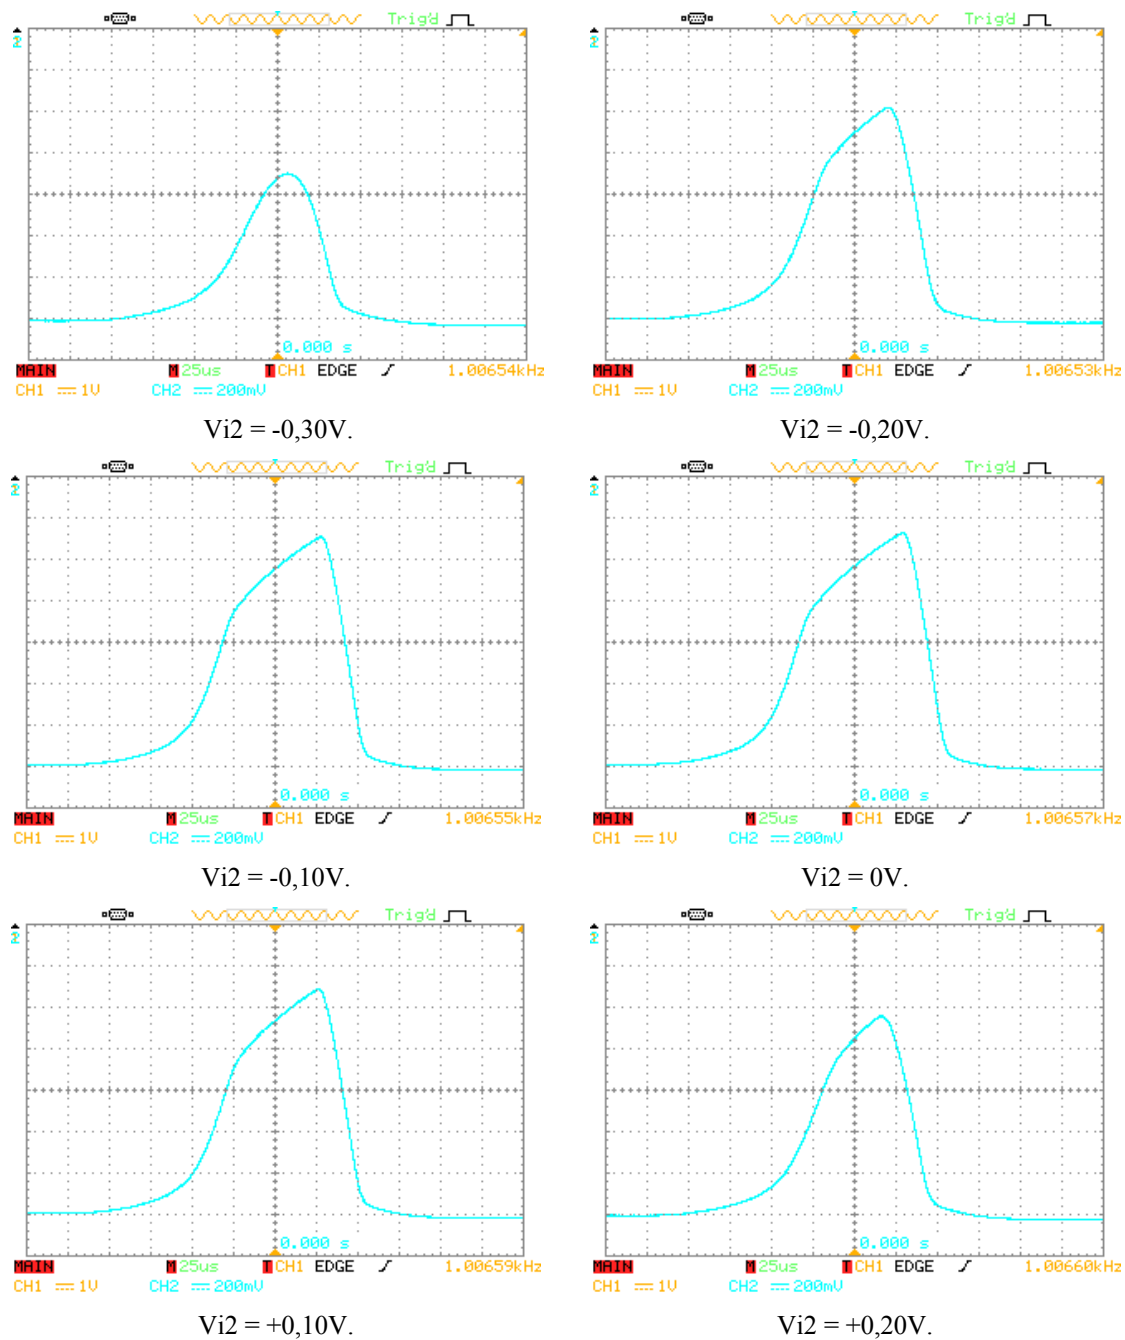 Trig'd
2
0.000 s
MAIN M 25us T CH1 EDGE 1.00654kHz
CH1 1V CH2 200mV
Vi2 = -0,30V.
Trig'd
2
0.000 s
MAIN M 25us T CH1 EDGE 1.00653kHz
CH1 1V CH2 200mV
Vi2 = -0,20V.
Trig'd
2
0.000 s
MAIN M 25us T CH1 EDGE 1.00655kHz
CH1 1V CH2 200mV
Vi2 = -0,10V.
Trig'd
2
0.000 s
MAIN M 25us T CH1 EDGE 1.00657kHz
CH1 1V CH2 200mV
Vi2 = 0V.
Trig'd
2
0.000 s
MAIN M 25us T CH1 EDGE 1.00659kHz
CH1 1V CH2 200mV
Vi2 = +0,10V.
Trig'd
2
0.000 s
MAIN M 25us T CH1 EDGE 1.00660kHz
CH1 1V CH2 200mV
Vi2 = +0,20V.